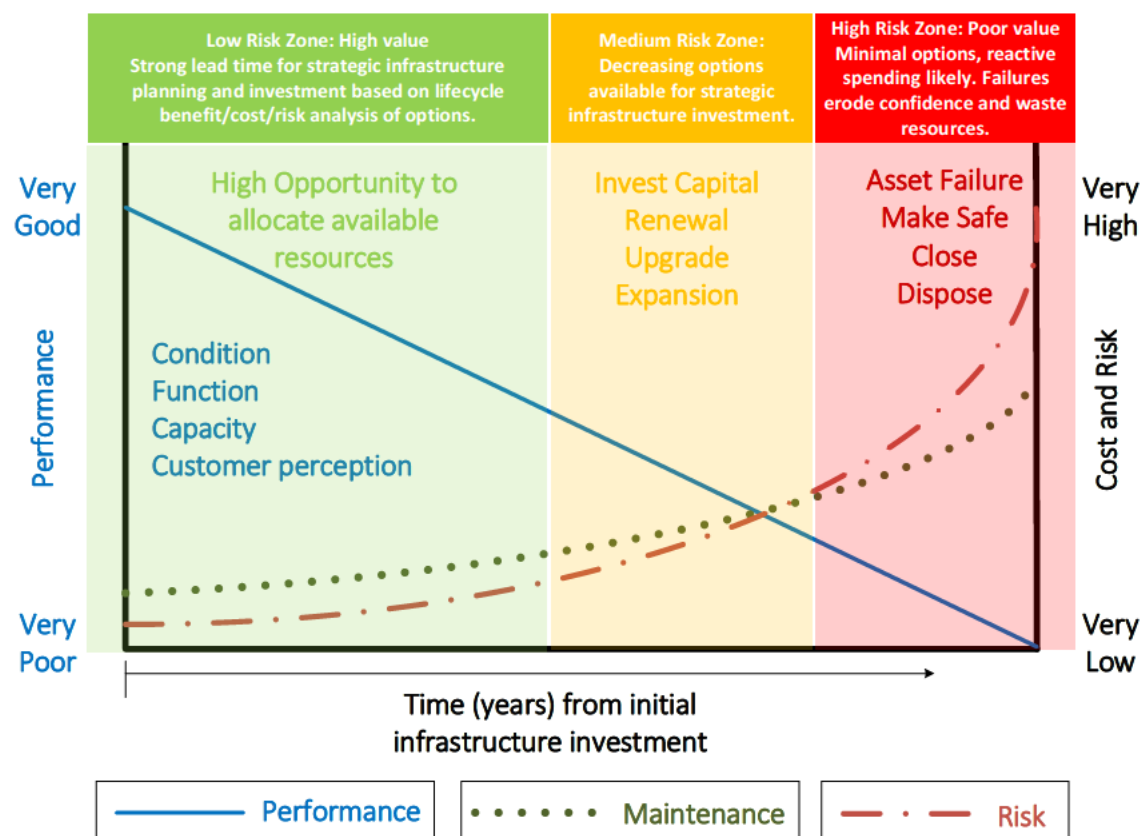 Low Risk Zone: High value
Strong lead time for strategic infrastructure
planning and investment based on lifecycle
benefit/cost/risk analysis of options.
Medium Risk Zone:
Decreasing options
available for strategic
infrastructure investment.
High Risk Zone: Poor value
Minimal options, reactive
spending likely. Failures
erode confidence and waste
resources.
Very
Good
High Opportunity to
allocate available
resources
Invest Capital
Renewal
Upgrade
Expansion
Asset Failure
Make Safe
Close
Dispose
Very
High
Performance
Condition
Function
Capacity
Customer perception
Cost and Risk
Very
Poor
Very
Low
Time (years) from initial
infrastructure investment
Performance
Maintenance
Risk